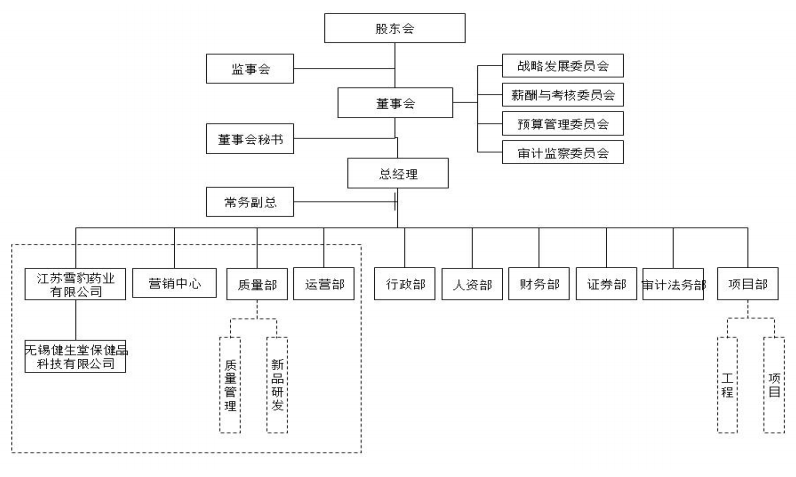 股东会
监事会
战略发展委员会
薪酬与考核委员会
董事会
预算管理委员会
董事会秘书
审计监察委员会
总经理
常务副总
江苏雪豹药业
有限公司
营销中心
质量部
运营部
行政部
人资部
财务部
证券部
审计法务部
项目部
无锡健生堂保健品
科技有限公司
质量管理
新品研发
工程
项目